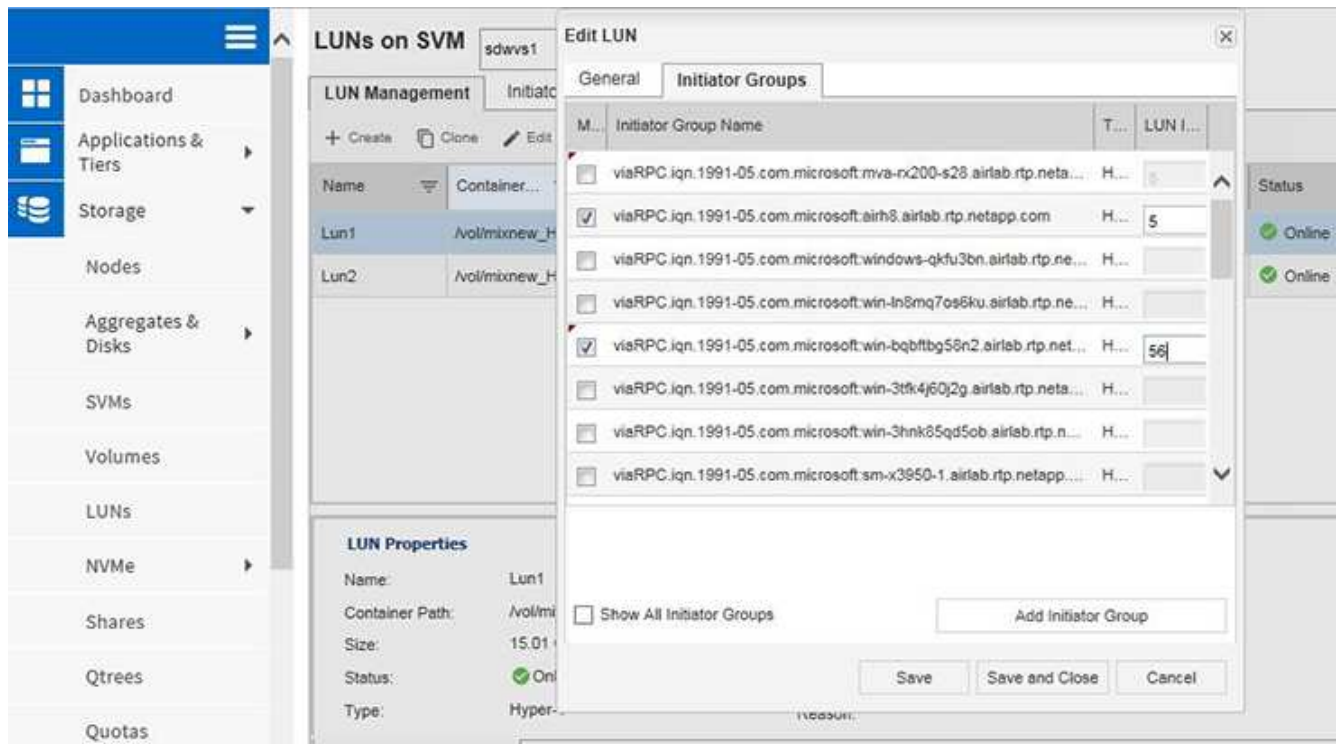 Dashboard
Applications &
Tiers
Storage
Nodes
Aggregates &
Disks
SVMs
Volumes
LUNs
NVMe
Shares
Qtrees
Quotas
LUNs on SVM sdwvs1
LUN Management Initiato
Create Clone Edit
Name Container...
Lun1 /vol/mixnew_H
Lun2 /vol/mixnew_H
Status
Online
Online
LUN Properties
Name: Lun1
Container Path: /vol/mi
Size: 15.01
Status: Onl
Type: Hyper-
Reason:
Edit LUN
General Initiator Groups
M... Initiator Group Name T... LUN I...
viaRPC.iqn.1991-05.com.microsoft:mva-rx200-s28.airlab.rtp.neta... H...
viaRPC.iqn.1991-05.com.microsoft:airh8.airlab.rtp.netapp.com H... 5
viaRPC.iqn.1991-05.com.microsoft:windows-qkfu3bn.airlab.rtp.ne... H...
viaRPC.iqn.1991-05.com.microsoft:win-ln8mq7os6ku.airlab.rtp.ne... H...
viaRPC.iqn.1991-05.com.microsoft:win-bqbftbg58n2.airlab.rtp.net... H... 56
viaRPC.iqn.1991-05.com.microsoft:win-3tfk4j60j2g.airlab.rtp.neta... H...
viaRPC.iqn.1991-05.com.microsoft:win-3hnk85qd5ob.airlab.rtp.n... H...
viaRPC.iqn.1991-05.com.microsoft:sm-x3950-1.airlab.rtp.netapp.... H...
Show All Initiator Groups Add Initiator Group
Save Save and Close Cancel